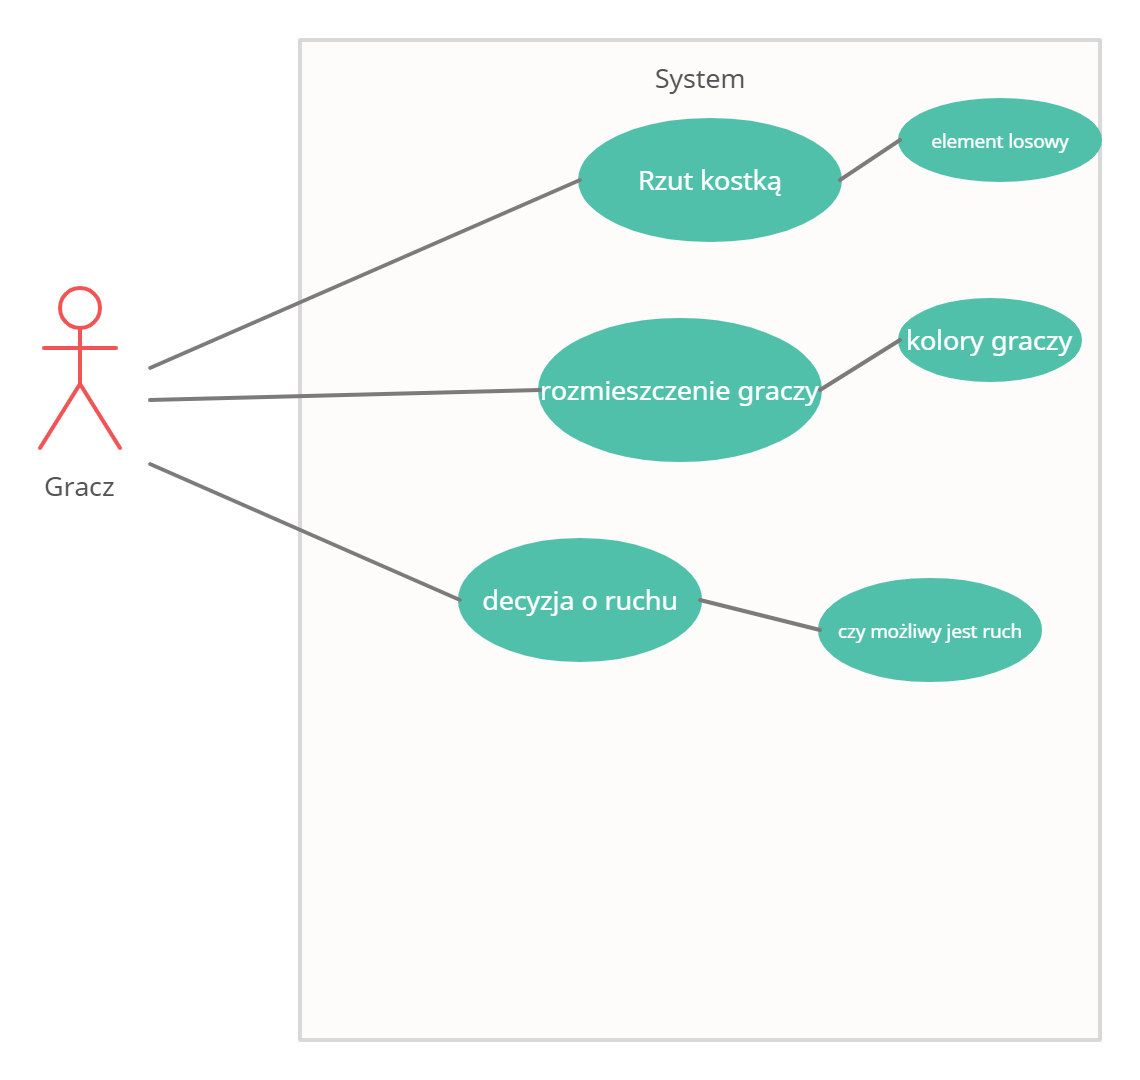 System
element losowy
Rzut kostką
kolory graczy
rozmieszczenie graczy
Gracz
decyzja o ruchu
czy możliwy jest ruch